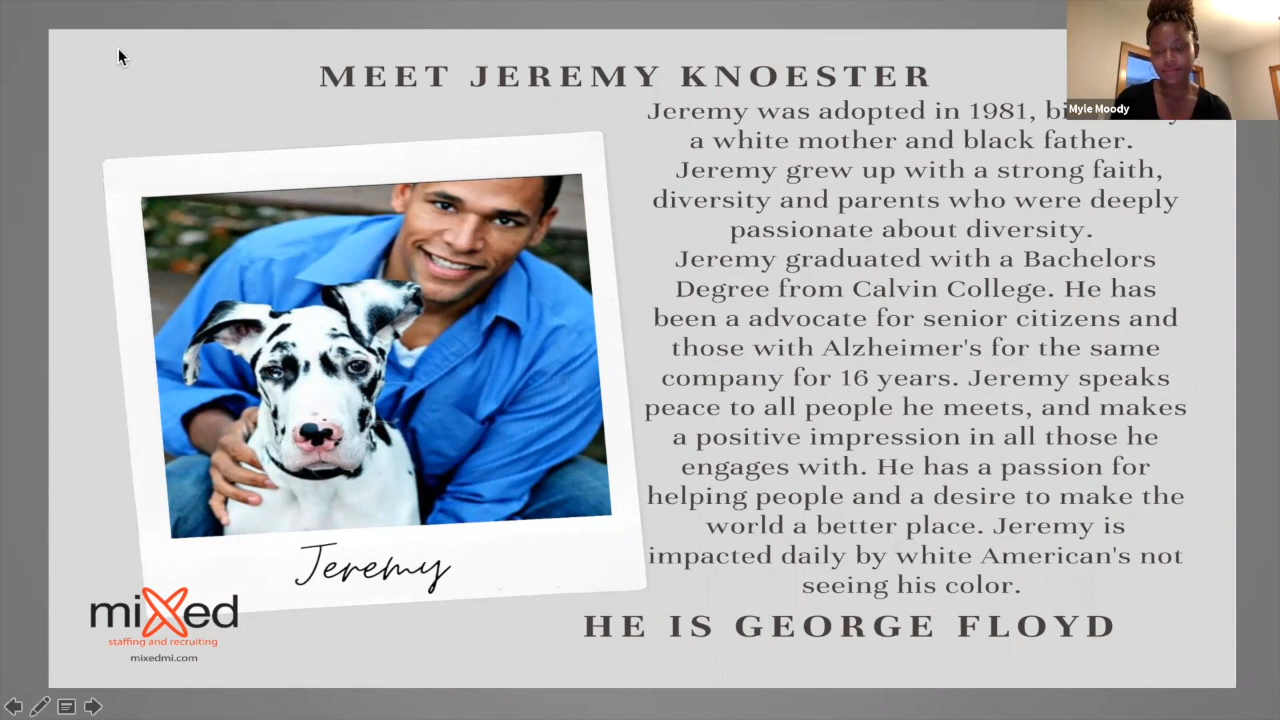 MEET JEREMY KNOESTER
Myle Moody
Jeremy was adopted in 1981,
a white mother and black father.
Jeremy grew up with a strong faith,
diversity and parents who were deeply
passionate about diversity.
Jeremy graduated with a Bachelors
Degree from Calvin College. He has
been a advocate for senior citizens and
those with Alzheimer's for the same
company for 16 years. Jeremy speaks
peace to all people he meets, and makes
a positive impression in all those he
engages with. He has a passion for
helping people and a desire to make the
world a better place. Jeremy is
impacted daily by white American's not
seeing his color.
HE IS GEORGE FLOYD
Jeremy
mixed
staffing and recruiting
mixedmi.com